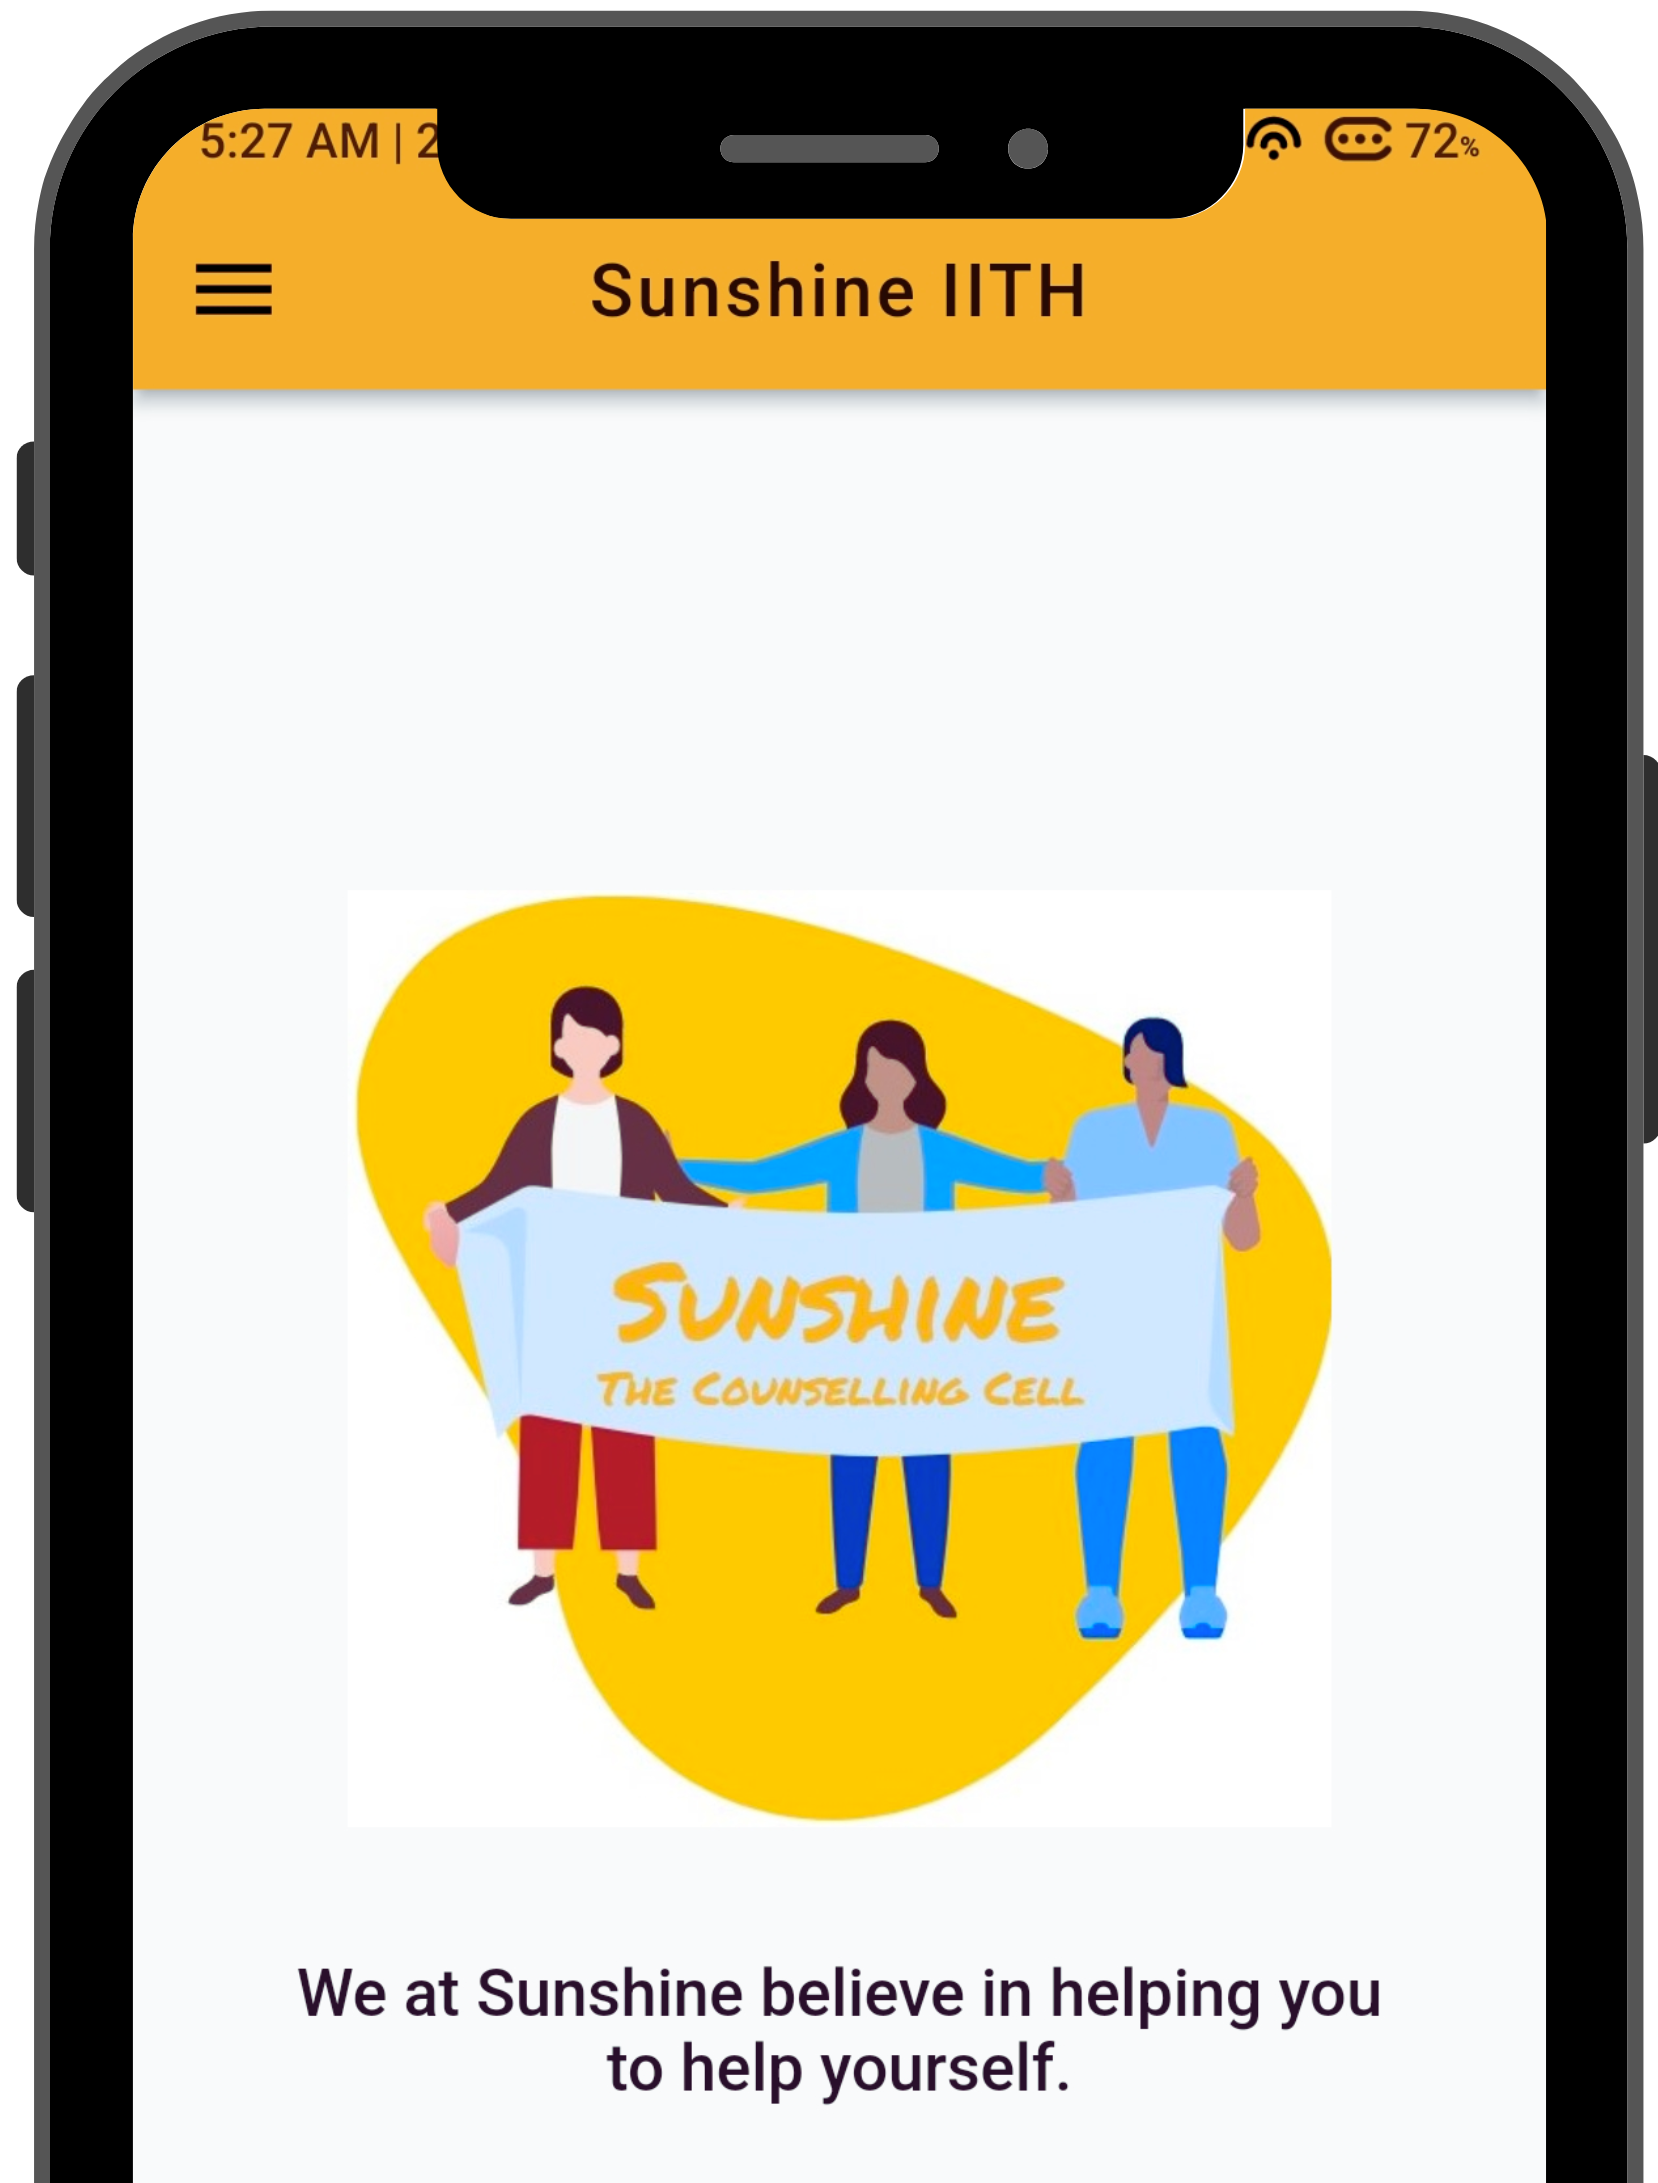 5:27 AM | 2
72%
Sunshine IITH
SUNSHINE
THE COUNSELLING CELL
We at Sunshine believe in helping you
to help yourself.